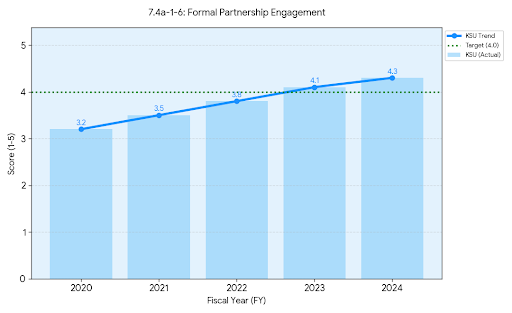 7.4a-1-6: Formal Partnership Engagement
KSU Trend
Target (4.0)
KSU (Actual)
Score (1-5)
5
4
3
2
1
0
3.2
3.5
3.8
4.1
4.3
2020
2021
2022
2023
2024
Fiscal Year (FY)